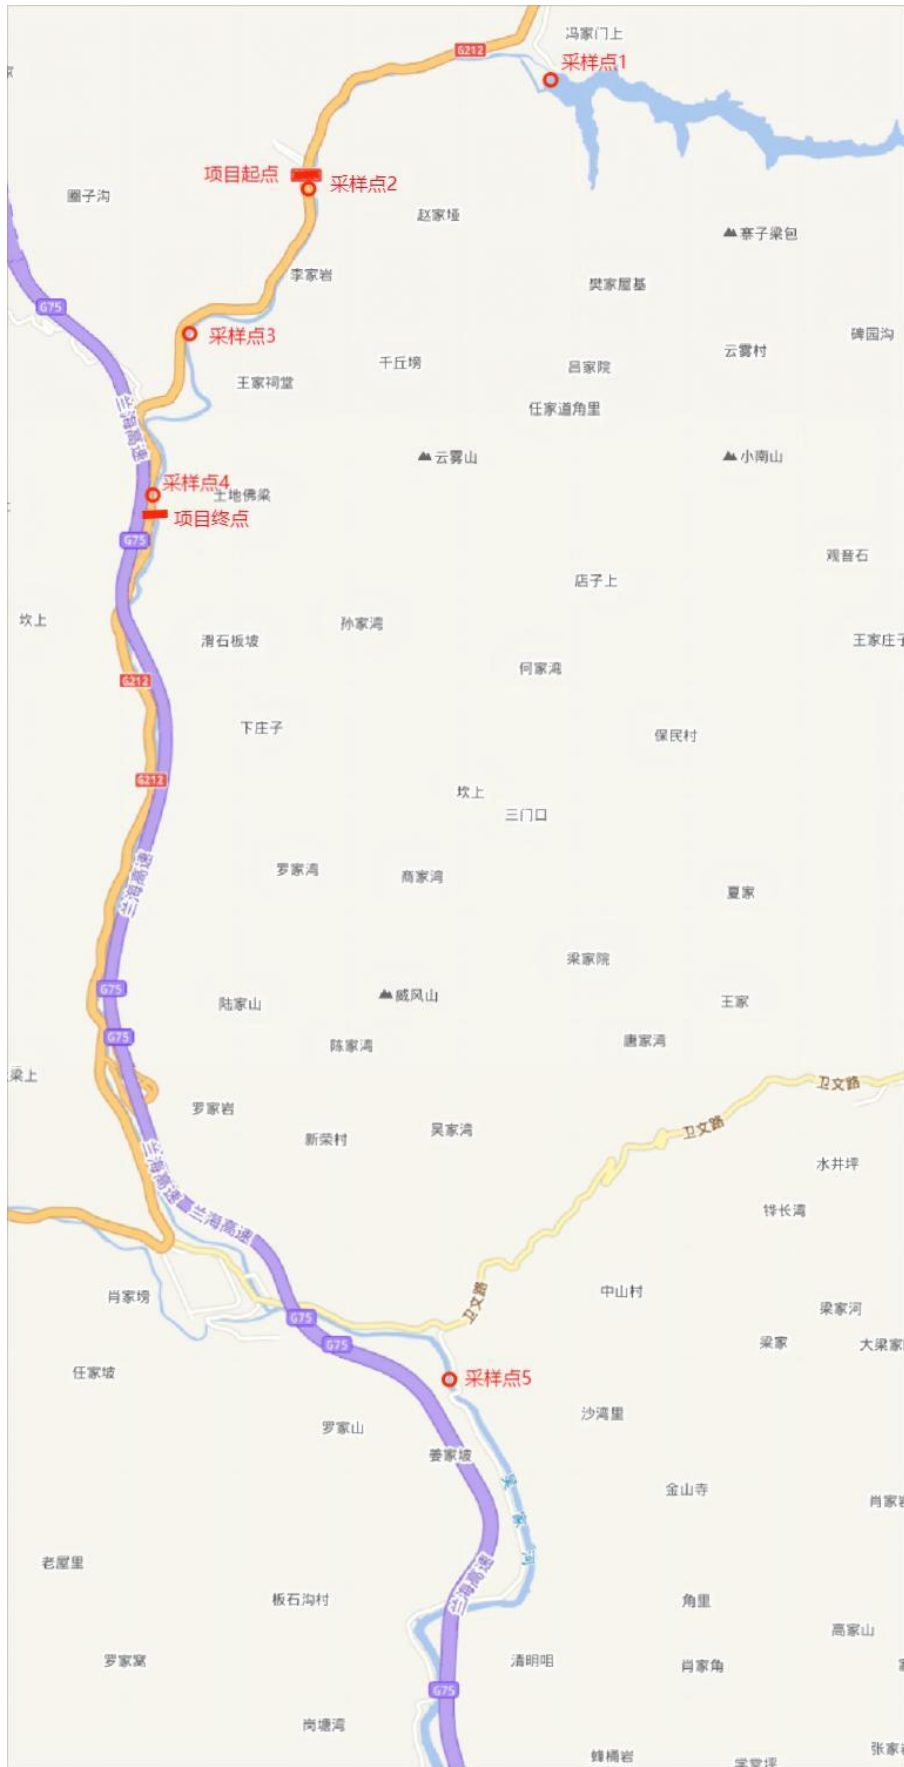 冯家门上
G212
采样点1
项目起点
采样点2
圈子沟
赵家垭
寨子梁包
李家岩
樊家屋基
G75
采样点3
碑园沟
云雾村
千丘塝
吕家院
王家祠堂
任家道角里
兰海高速
云雾山
小南山
采样点4
土地佛梁
项目终点
G75
观音石
店子上
坎上
孙家湾
滑石板坡
王家庄子
何家湾
G212
下庄子
保民村
G212
坎上
三门口
罗家湾
商家湾
兰海高速
夏家
梁家院
G75
威风山
陆家山
王家
G75
陈家湾
唐家湾
梁上
卫文路
罗家岩
新荣村
吴家湾
卫文路
兰海高速
水井坪
铧长湾
兰海高速
肖家塝
卫文路
中山村
梁家河
G75
G75
梁家
任家坡
采样点5
沙湾里
罗家山
姜家坡
金山寺
老屋里
兰海高速
板石沟村
角里
高家山
罗家窝
清明咀
肖家角
G75
岗塘湾
蜂桶岩